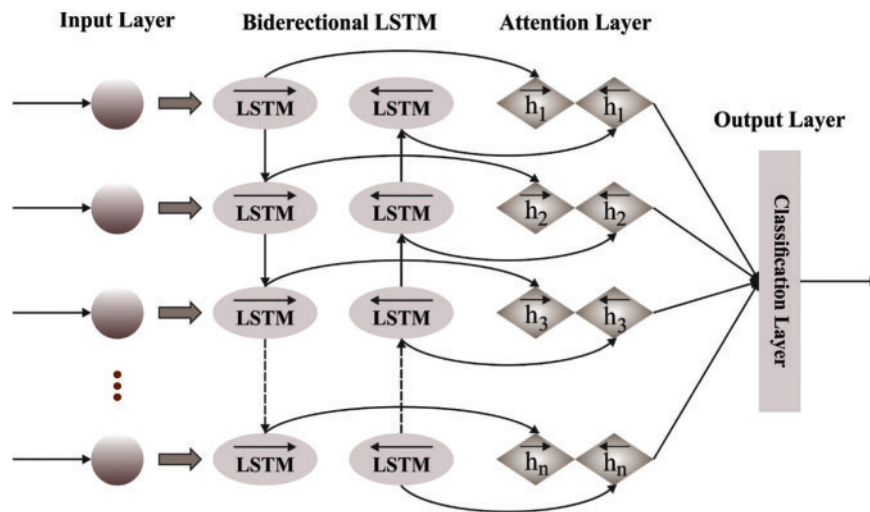 Input Layer
Biderectional LSTM
Attention Layer
Output Layer
LSTM
LSTM
h1
h1
LSTM
LSTM
h2
h2
LSTM
LSTM
h3
h3
LSTM
LSTM
hn
hn
Classification Layer